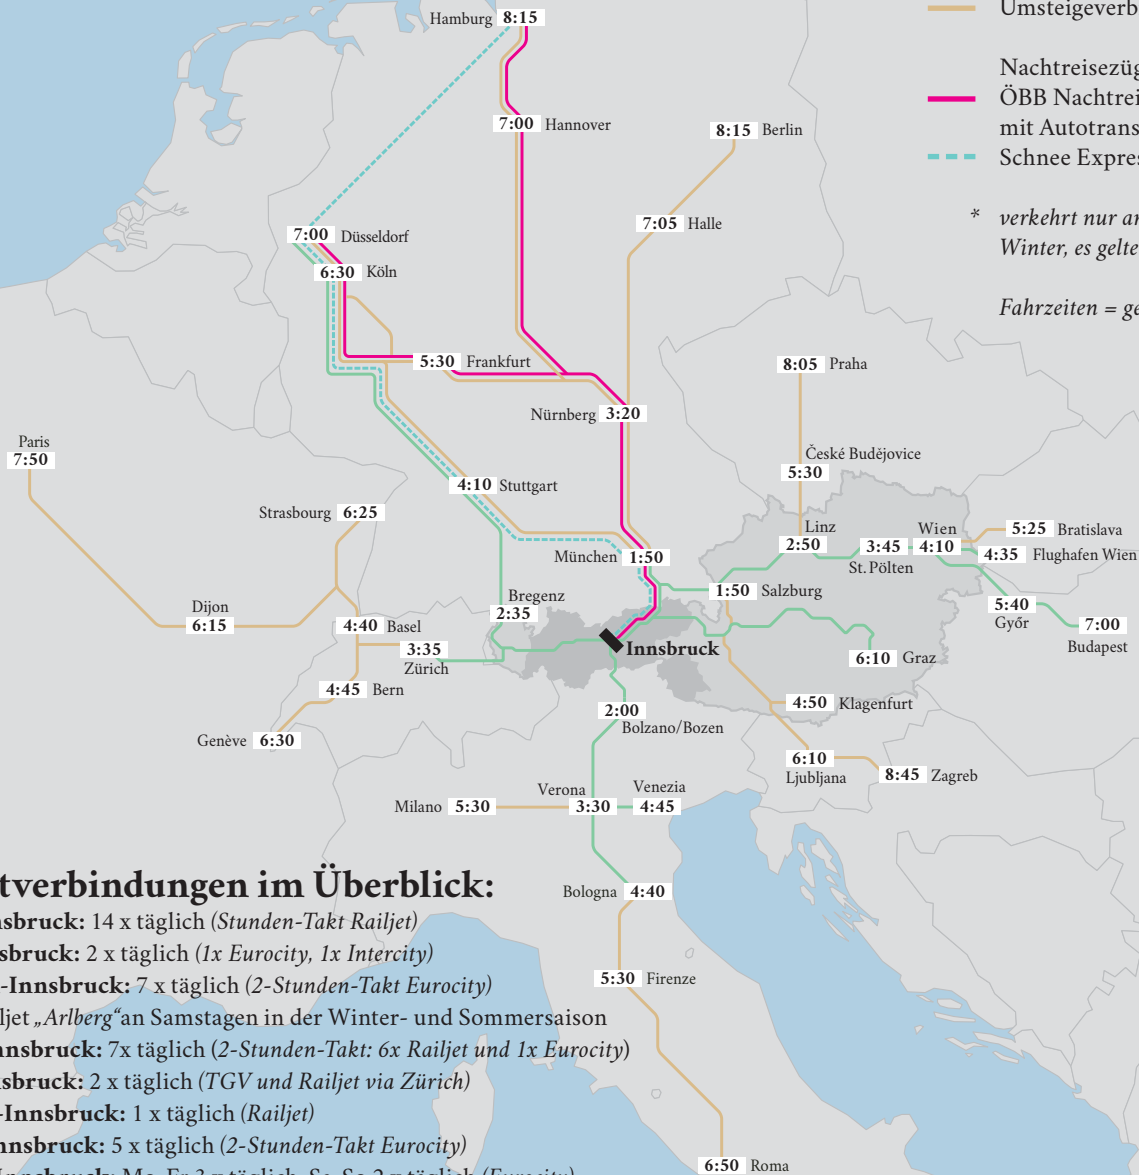 Hamburg 8:15
Umsteigeverb
Nachtreisezüg
ÖBB Nachtrei
mit Autotrans
Schnee Expres
* verkehrt nur ar
Winter, es gelte
Fahrzeiten = ge
7:00 Hannover
8:15 Berlin
7:05 Halle
7:00 Düsseldorf
6:30 Köln
5:30 Frankfurt
8:05 Praha
Nürnberg 3:20
Paris
7:50
České Budějovice
5:30
4:10 Stuttgart
Strasbourg 6:25
Linz
2:50
Wien
3:45 4:10
St. Pölten
5:25 Bratislava
4:35 Flughafen Wien
München 1:50
1:50 Salzburg
Bregenz
2:35
5:40
Győr
7:00
Budapest
Dijon
6:15
4:40 Basel
3:35
Zürich
Innsbruck
6:10 Graz
4:45 Bern
4:50 Klagenfurt
2:00
Bolzano/Bozen
Genève 6:30
6:10
Ljubljana
8:45 Zagreb
Milano 5:30
Verona
3:30
Venezia
4:45
Bologna 4:40
5:30 Firenze
6:50 Roma
tverbindungen im Überblick:
nsbruck: 14 x täglich (Stunden-Takt Railjet)
sbruck: 2 x täglich (1x Eurocity, 1x Intercity)
-Innsbruck: 7 x täglich (2-Stunden-Takt Eurocity)
ljet „Arlberg“an Samstagen in der Winter- und Sommersaison
nnsbruck: 7x täglich (2-Stunden-Takt: 6x Railjet und 1x Eurocity)
sbruck: 2 x täglich (TGV und Railjet via Zürich)
-Innsbruck: 1 x täglich (Railjet)
nnsbruck: 5 x täglich (2-Stunden-Takt Eurocity)